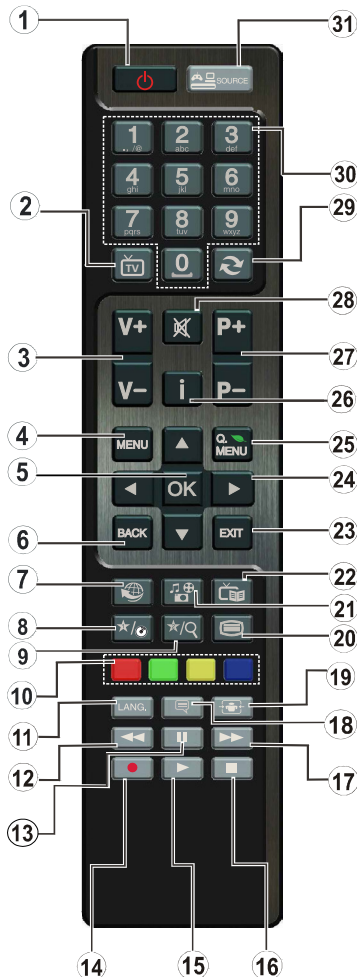 1
31
SOURCE
1 2 3
., /@ abc def
30
4 5 6
ghi jkl mno
7 8 9
pqrs tuv wxyz
2
29
TV 0
28
V+ P+
3
27
V− i P−
26
4
MENU Q. MENU
25
5
OK
24
6
BACK EXIT
23
7
22
21
8
★/ ★/
9
20
10
19
11
LANG.
18
12
17
13
14
15
16